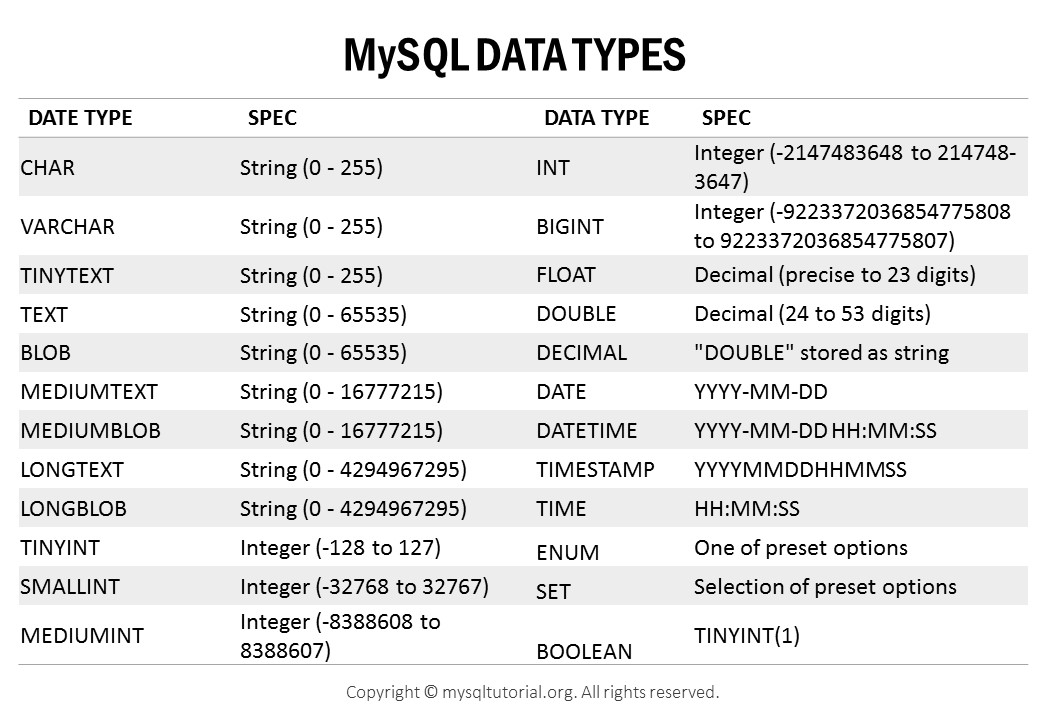 MySQL DATA TYPES
DATE TYPE SPEC DATA TYPE SPEC
CHAR String (0 - 255) INT Integer (-2147483648 to 214748-
3647)
VARCHAR String (0 - 255) BIGINT Integer (-9223372036854775808
to 9223372036854775807)
TINYTEXT String (0 - 255) FLOAT Decimal (precise to 23 digits)
TEXT String (0 - 65535) DOUBLE Decimal (24 to 53 digits)
BLOB String (0 - 65535) DECIMAL "DOUBLE" stored as string
MEDIUMTEXT String (0 - 16777215) DATE YYYY-MM-DD
MEDIUMBLOB String (0 - 16777215) DATETIME YYYY-MM-DD HH:MM:SS
LONGTEXT String (0 - 4294967295) TIMESTAMP YYYYMMDDHHMMSS
LONGBLOB String (0 - 4294967295) TIME HH:MM:SS
TINYINT Integer (-128 to 127) ENUM One of preset options
SMALLINT Integer (-32768 to 32767) SET Selection of preset options
MEDIUMINT Integer (-8388608 to
8388607) BOOLEAN TINYINT(1)
Copyright © mysqltutorial.org. All rights reserved.